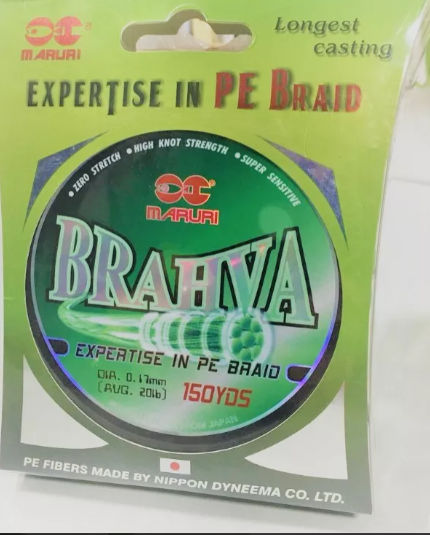 MARURI
Longest
casting
EXPERTISE IN PE BRAID
• ZERO STRETCH • HIGH KNOT STRENGTH • SUPER SENSITIVE
MARURI
BRAHVA
EXPERTISE IN PE BRAID
DIA. 0.17mm
(AVG. 20lb) 150YDS
PE FIBERS MADE BY NIPPON DYNEEMA CO. LTD.